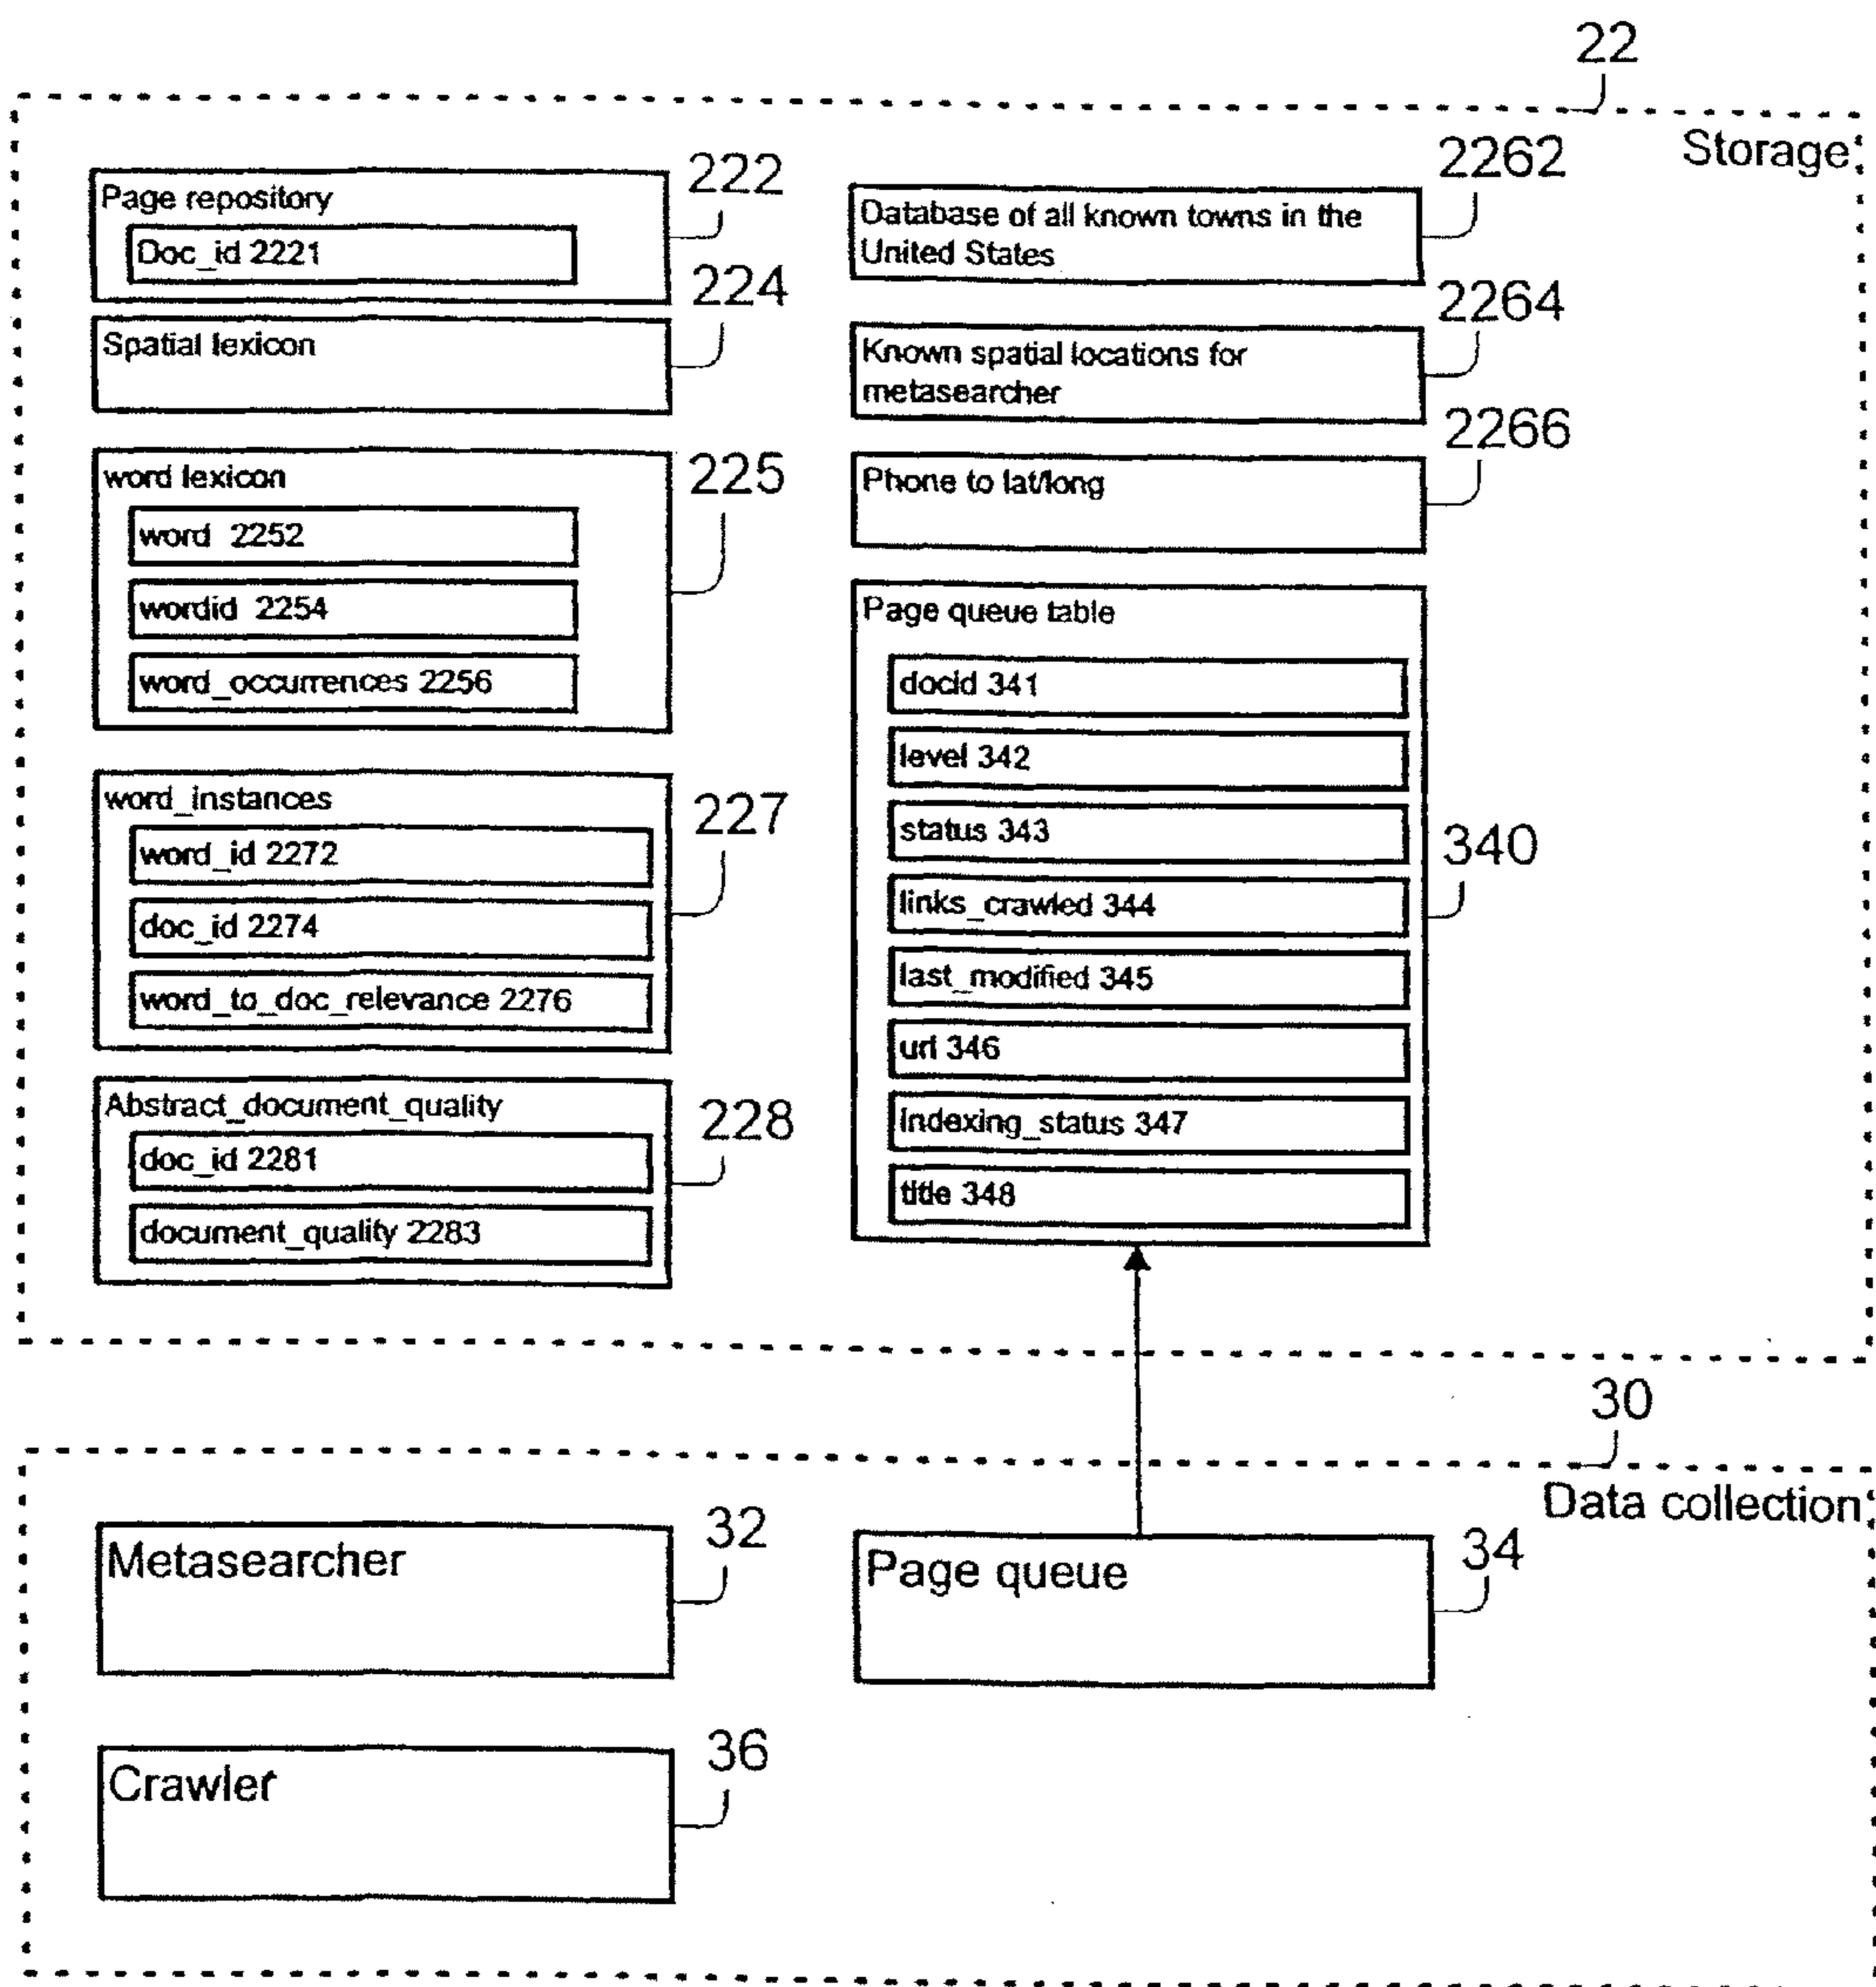 22
Storage
Page repository
Doc_id 2221
222
Spatial lexicon
224
word lexicon
word 2252
wordid 2254
word_occurrences 2256
225
word_instances
word_id 2272
doc_id 2274
word_to_doc_relevance 2276
227
Abstract_document_quality
doc_id 2281
document_quality 2283
228
Database of all known towns in the
United States
2262
Known spatial locations for
metasearcher
2264
Phone to lat/long
2266
Page queue table
docid 341
level 342
status 343
links_crawled 344
last_modified 345
url 346
indexing_status 347
title 348
340
30
Data collection
Metasearcher
32
Page queue
34
Crawler
36